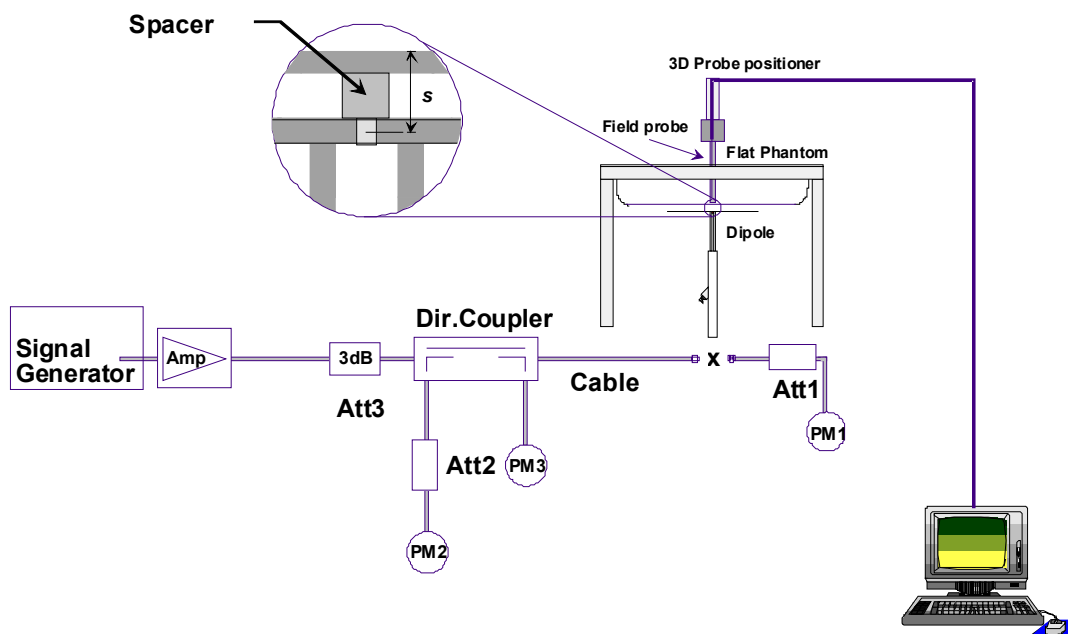 Spacer
s
3D Probe positioner
Field probe
Flat Phantom
Dipole
Dir.Coupler
Signal
Generator
Amp
3dB
Att3
Cable
x
Att1
PM1
Att2
PM3
PM2